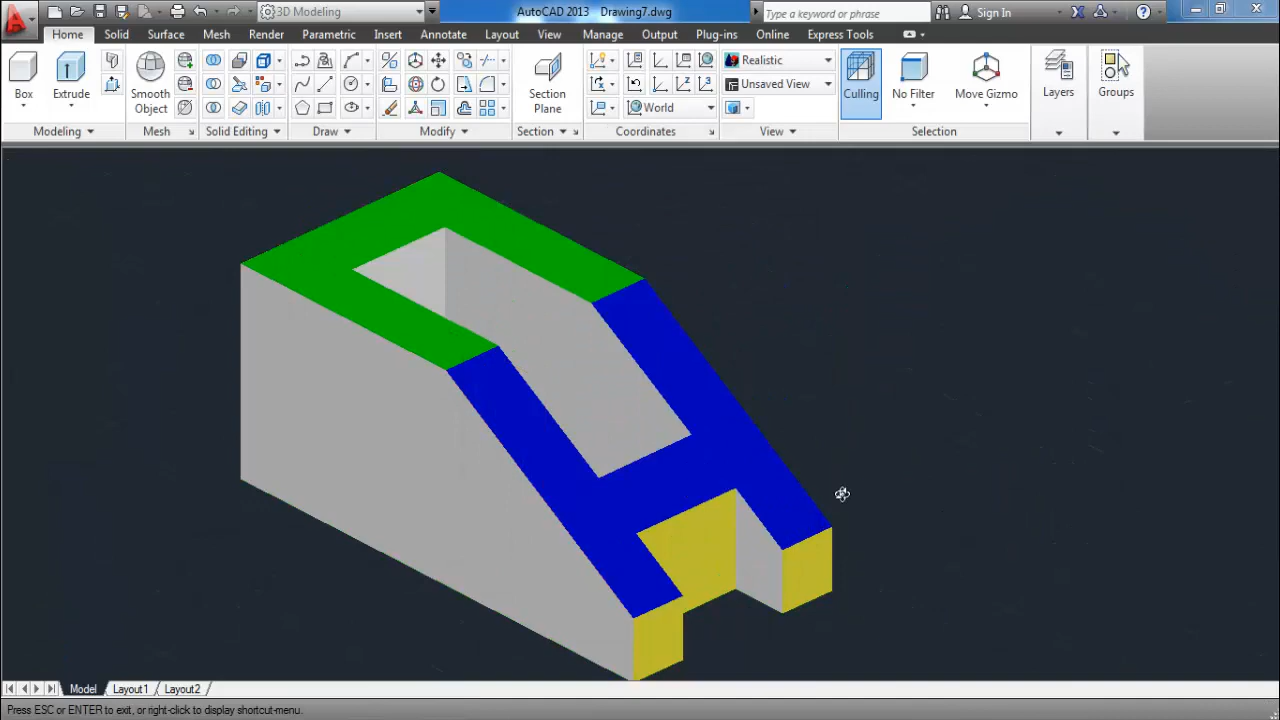 3D Modeling
AutoCAD 2013 Drawing7.dwg
Type a keyword or phrase
Sign In
Home Solid Surface Mesh Render Parametric Insert Annotate Layout View Manage Output Plug-ins Online Express Tools
Box
Extrude
Smooth
Object
Section
Plane
Realistic
Unsaved View
World
Culling
No Filter
Move Gizmo
Layers
Groups
Modeling Mesh Solid Editing Draw Modify Section Coordinates View Selection
Model Layout1 Layout2
Press ESC or ENTER to exit, or right-click to display shortcut-menu.